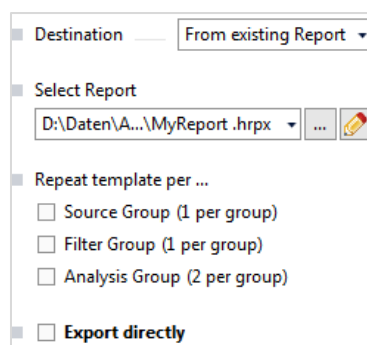 Destination From existing Report
Select Report
D:\Daten\A...\MyReport .hrpx ...
Repeat template per ...
Source Group (1 per group)
Filter Group (1 per group)
Analysis Group (2 per group)
Export directly